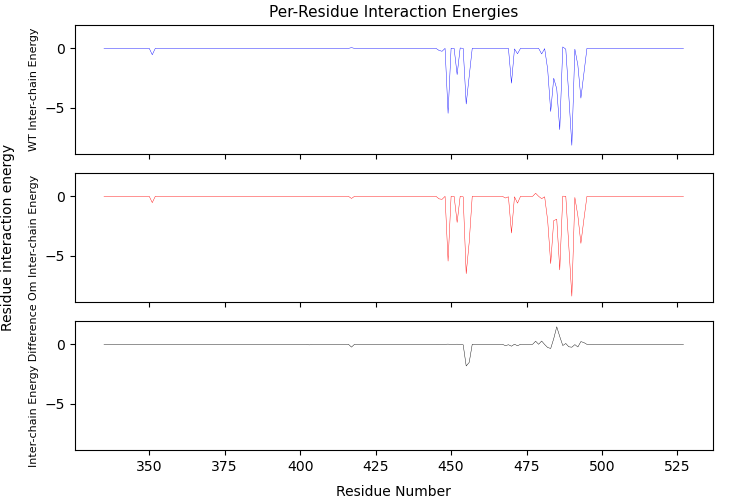 Per-Residue Interaction Energies
Residue interaction energy
WT Inter-chain Energy
0
−5
Om Inter-chain Energy
0
−5
Inter-chain Energy Difference
0
−5
350
375
400
425
450
475
500
525
Residue Number